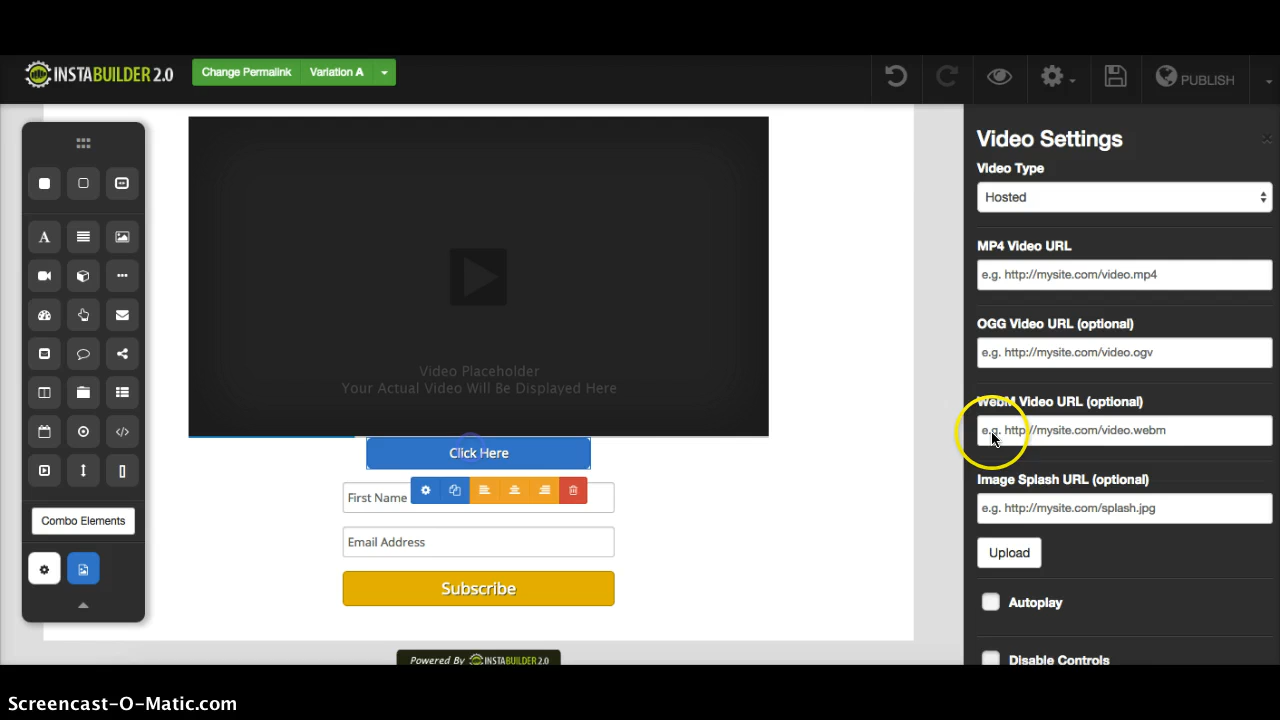 INSTABUILDER 2.0
Change Permalink
Variation A
PUBLISH
Video Settings
Video Type
Hosted
MP4 Video URL
e.g. http://mysite.com/video.mp4
OGG Video URL (optional)
e.g. http://mysite.com/video.ogv
WebM Video URL (optional)
e.g. http://mysite.com/video.webm
Image Splash URL (optional)
e.g. http://mysite.com/splash.jpg
Upload
Autoplay
Disable Controls
Video Placeholder
Your Actual Video Will Be Displayed Here
Click Here
First Name
Email Address
Subscribe
Combo Elements
Powered By INSTABUILDER 2.0
Screencast-O-Matic.com